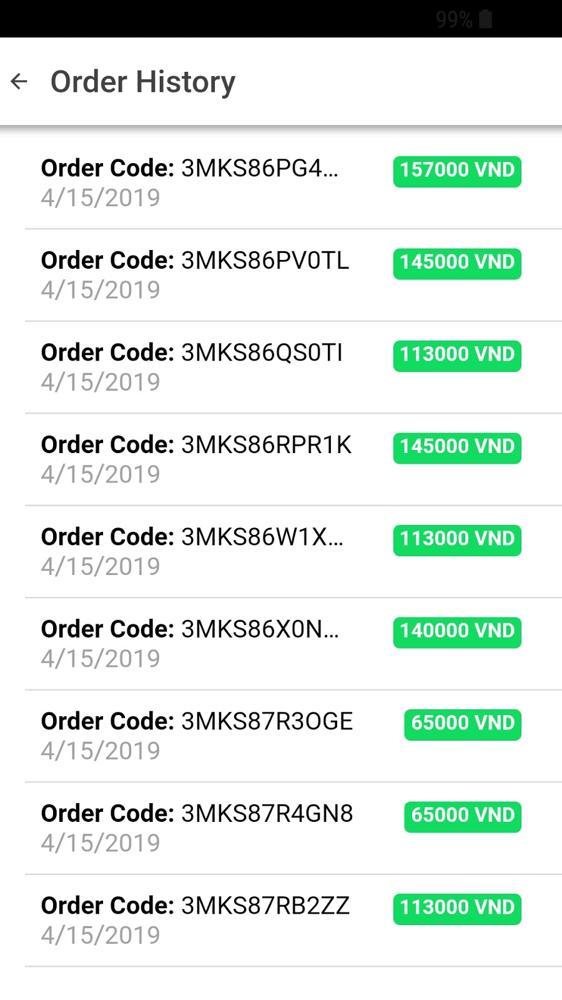 99%
Order History
Order Code: 3MKS86PG4...
157000 VND
4/15/2019
Order Code: 3MKS86PV0TL
145000 VND
4/15/2019
Order Code: 3MKS86QS0TI
113000 VND
4/15/2019
Order Code: 3MKS86RPR1K
145000 VND
4/15/2019
Order Code: 3MKS86W1X...
113000 VND
4/15/2019
Order Code: 3MKS86X0N...
140000 VND
4/15/2019
Order Code: 3MKS87R3OGE
65000 VND
4/15/2019
Order Code: 3MKS87R4GN8
65000 VND
4/15/2019
Order Code: 3MKS87RB2ZZ
113000 VND
4/15/2019